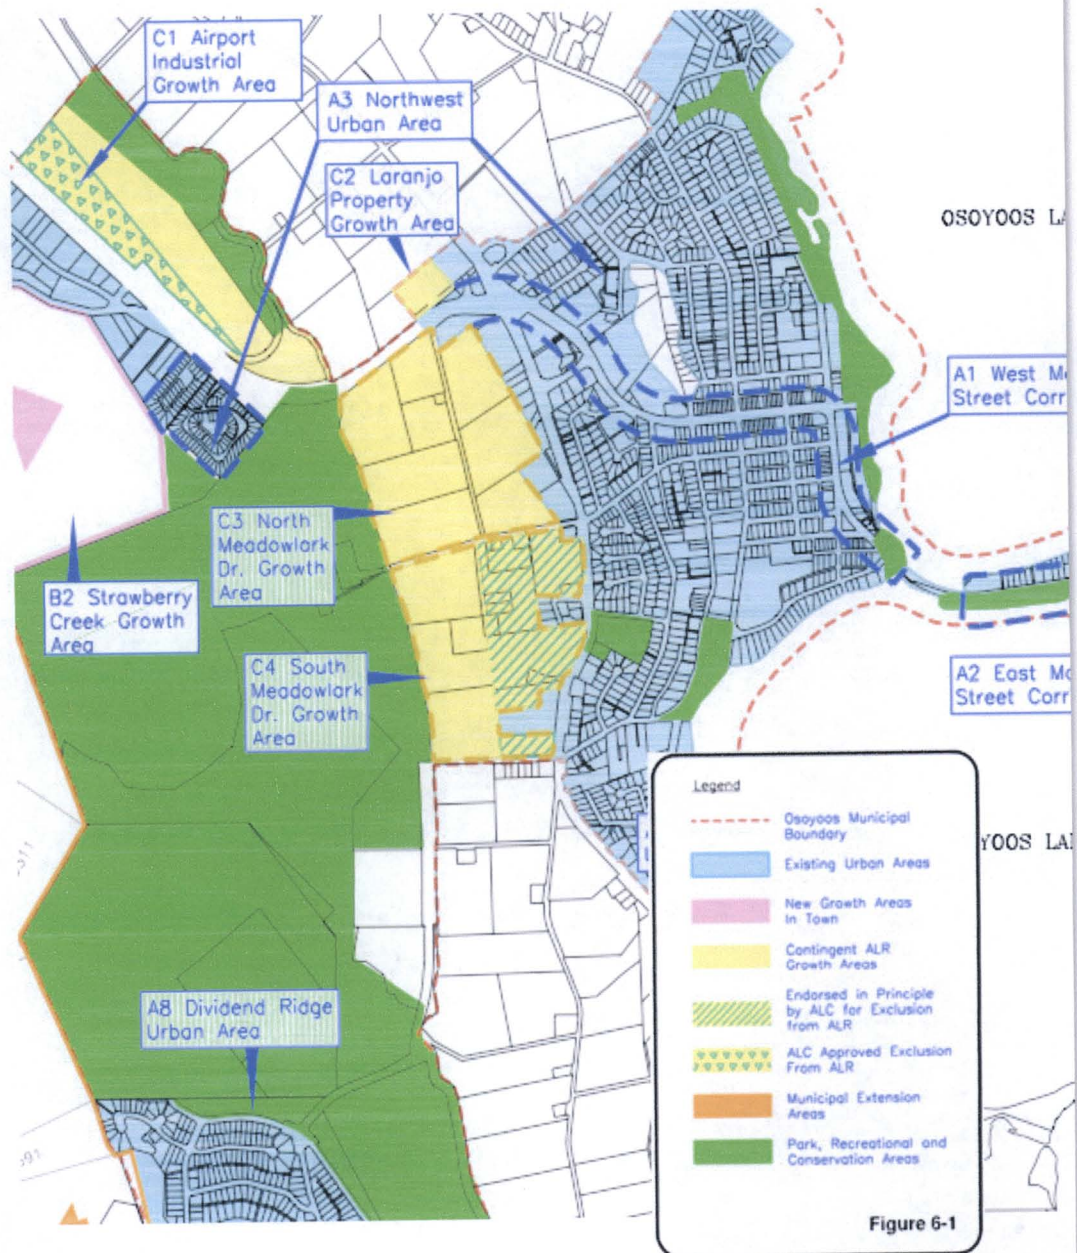 C1 Airport
Industrial
Growth Area
A3 Northwest
Urban Area
C2 Laranjo
Property
Growth Area
OSOYOOS LA
A1 West M
Street Corr
C3 North
Meadowlark
Dr. Growth
Area
B2 Strawberry
Creek Growth
Area
C4 South
Meadowlark
Dr. Growth
Area
A2 East M
Street Corr
YOOS LA
A8 Dividend Ridge
Urban Area
Legend
Osoyoos Municipal
Boundary
Existing Urban Areas
New Growth Areas
In Town
Contingent ALR
Growth Areas
Endorsed in Principle
by ALC for Exclusion
from ALR
ALC Approved Exclusion
From ALR
Municipal Extension
Areas
Park, Recreational and
Conservation Areas
Figure 6-1